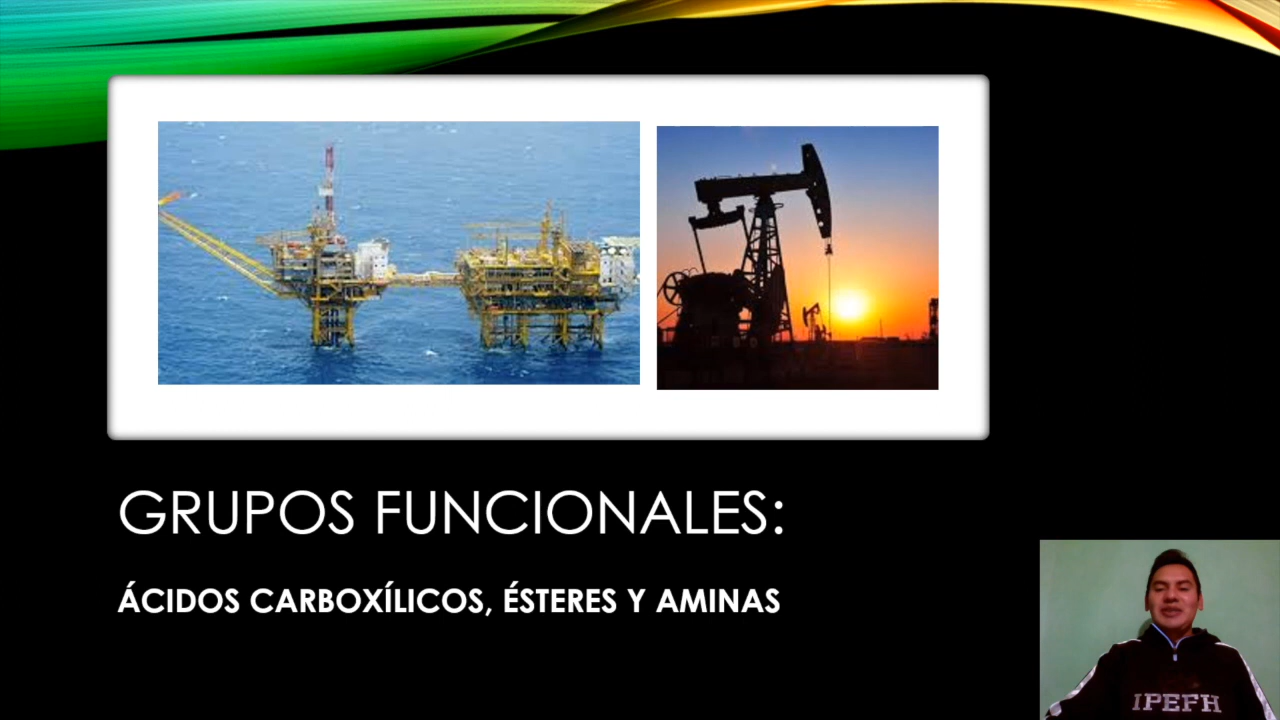 GRUPOS FUNCIONALES:
ÁCIDOS CARBOXÍLICOS, ÉSTERES Y AMINAS
IPEFH